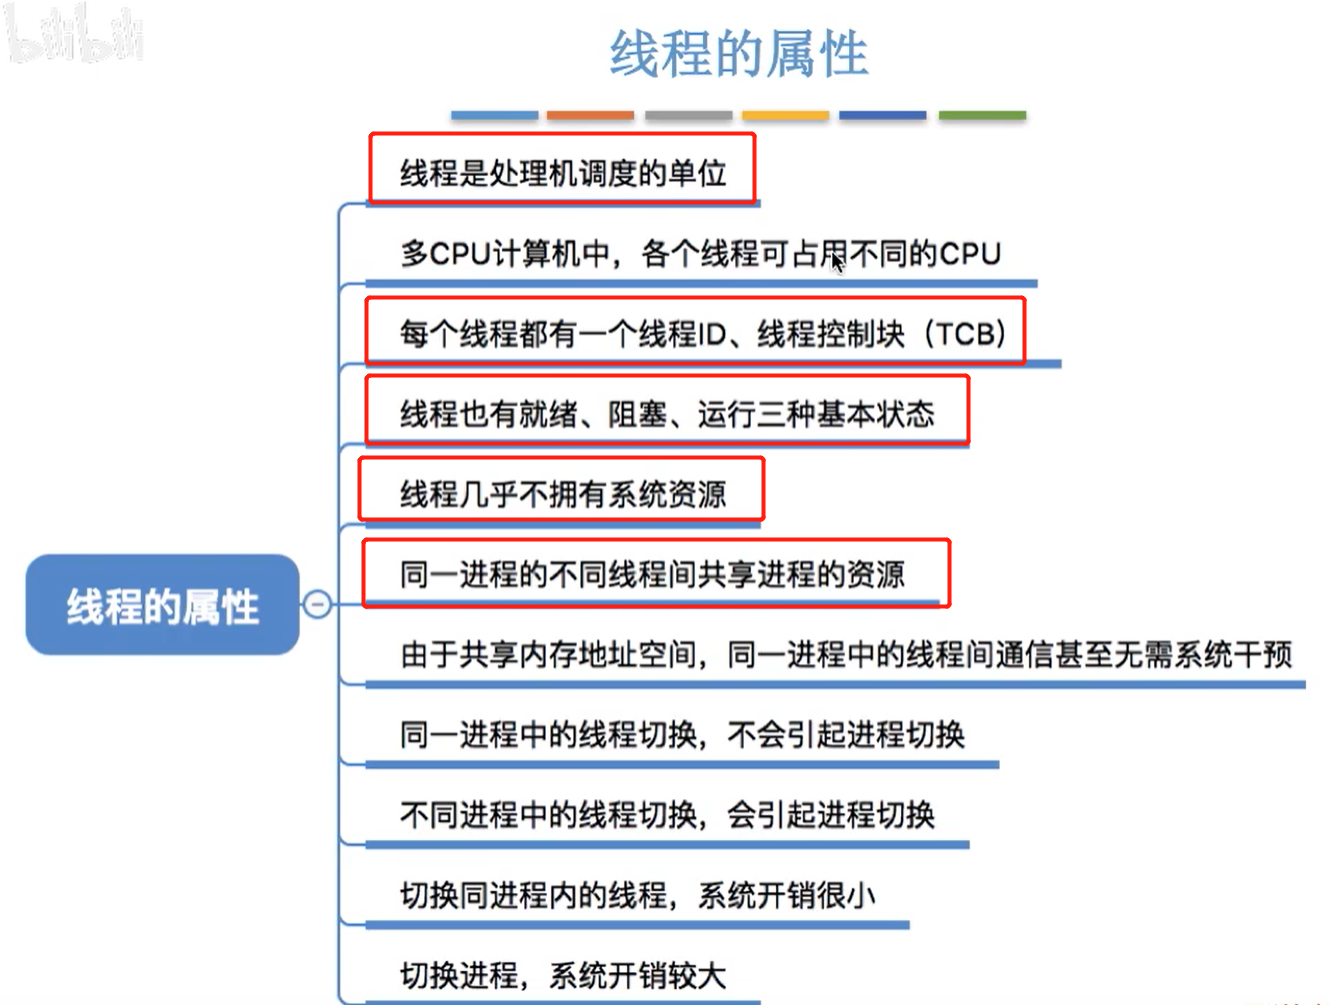 bilibili
线程的属性
线程是处理机调度的单位
多CPU计算机中，各个线程可占用不同的CPU
每个线程都有一个线程ID、线程控制块（TCB）
线程也有就绪、阻塞、运行三种基本状态
线程几乎不拥有系统资源
同一进程的不同线程间共享进程的资源
线程的属性
由于共享内存地址空间，同一进程中的线程间通信甚至无需系统干预
同一进程中的线程切换，不会引起进程切换
不同进程中的线程切换，会引起进程切换
切换同进程内的线程，系统开销很小
切换进程，系统开销较大